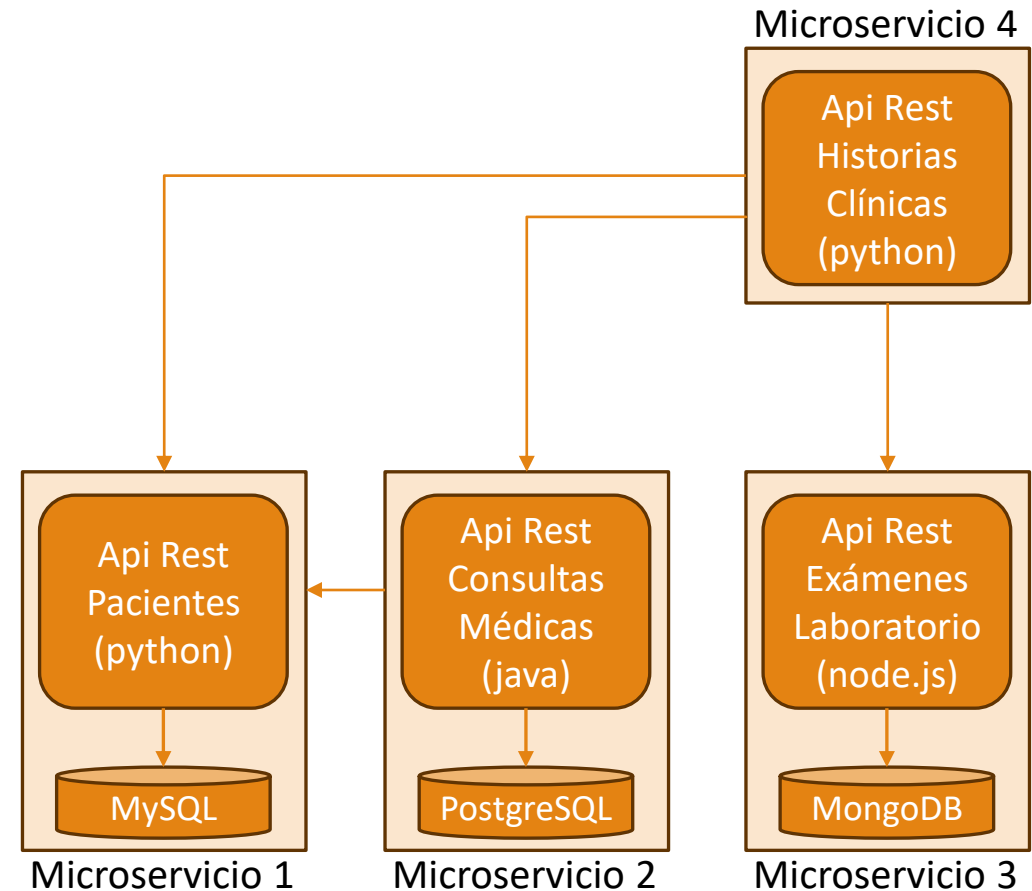 Microservicio 4
Api Rest
Historias
Clínicas
(python)
Api Rest
Pacientes
(python)
MySQL
Microservicio 1
Api Rest
Consultas
Médicas
(java)
PostgreSQL
Microservicio 2
Api Rest
Exámenes
Laboratorio
(node.js)
MongoDB
Microservicio 3